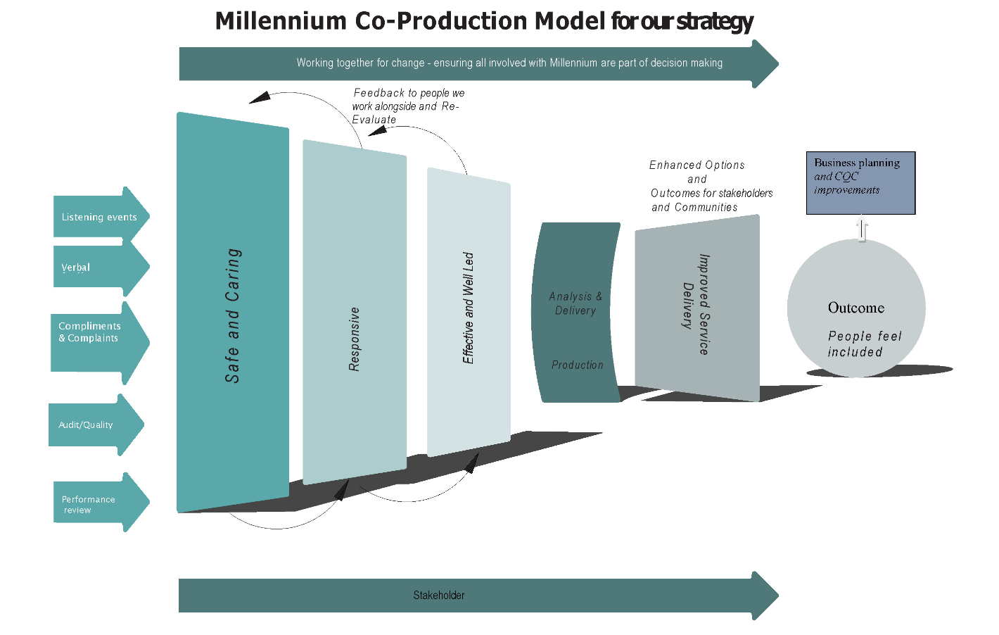 Millennium Co-Production Model for our strategy
Working together for change - ensuring all involved with Millennium are part of decision making
Feedback to people we
work alongside and Re-
Evaluate
Listening events
Verbal
Compliments
& Complaints
Audit/Quality
Performance
review
Safe and Caring
Responsive
Effective and Well Led
Analysis &
Delivery
Production
Enhanced Options
and
Outcomes for stakeholders
and Communities
Improved Service
Delivery
Business planning
and CQC
improvements
Outcome
People feel
included
Stakeholder